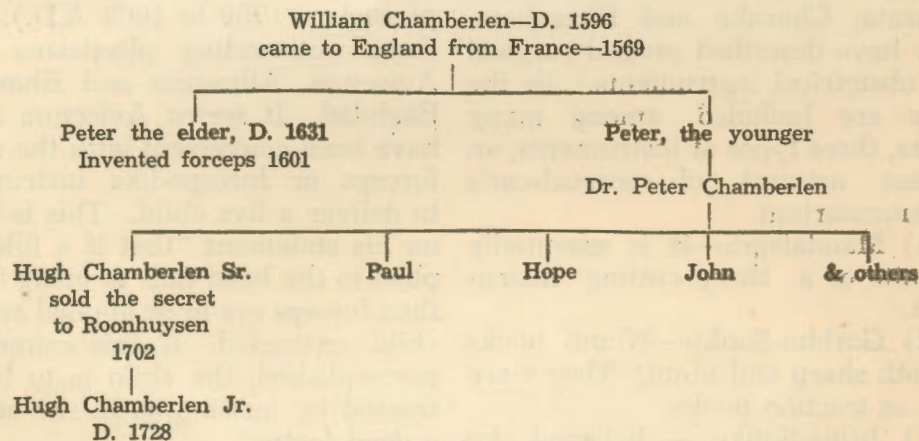 William Chamberlen—D. 1596
came to England from France—1569
Peter the elder, D. 1631
Invented forceps 1601
Peter, the younger
Dr. Peter Chamberlen
Hugh Chamberlen Sr.
sold the secret
to Roonhuysen
1702
Paul
Hope
John
& others
Hugh Chamberlen Jr.
D. 1728